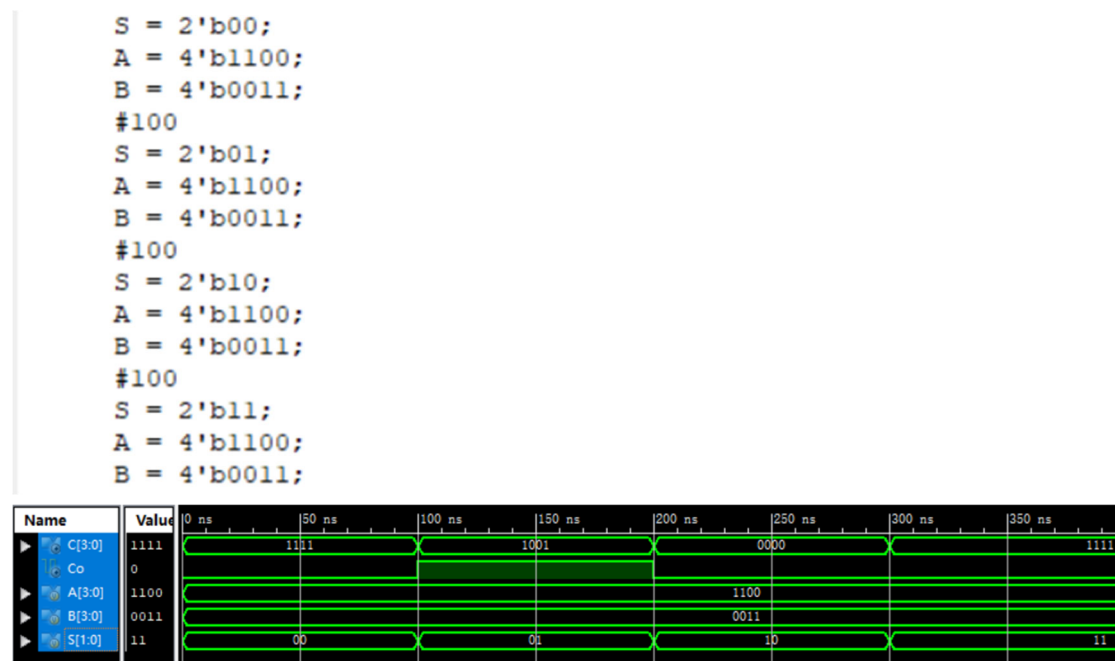 S = 2'b00;
A = 4'b1100;
B = 4'b0011;
#100
S = 2'b01;
A = 4'b1100;
B = 4'b0011;
#100
S = 2'b10;
A = 4'b1100;
B = 4'b0011;
#100
S = 2'b11;
A = 4'b1100;
B = 4'b0011;
Name Value 0 ns 50 ns 100 ns 150 ns 200 ns 250 ns 300 ns 350 ns
C[3:0] 1111 1111 1001 0000 1111
Co 0
A[3:0] 1100 1100
B[3:0] 0011 0011
S[1:0] 11 00 01 10 11